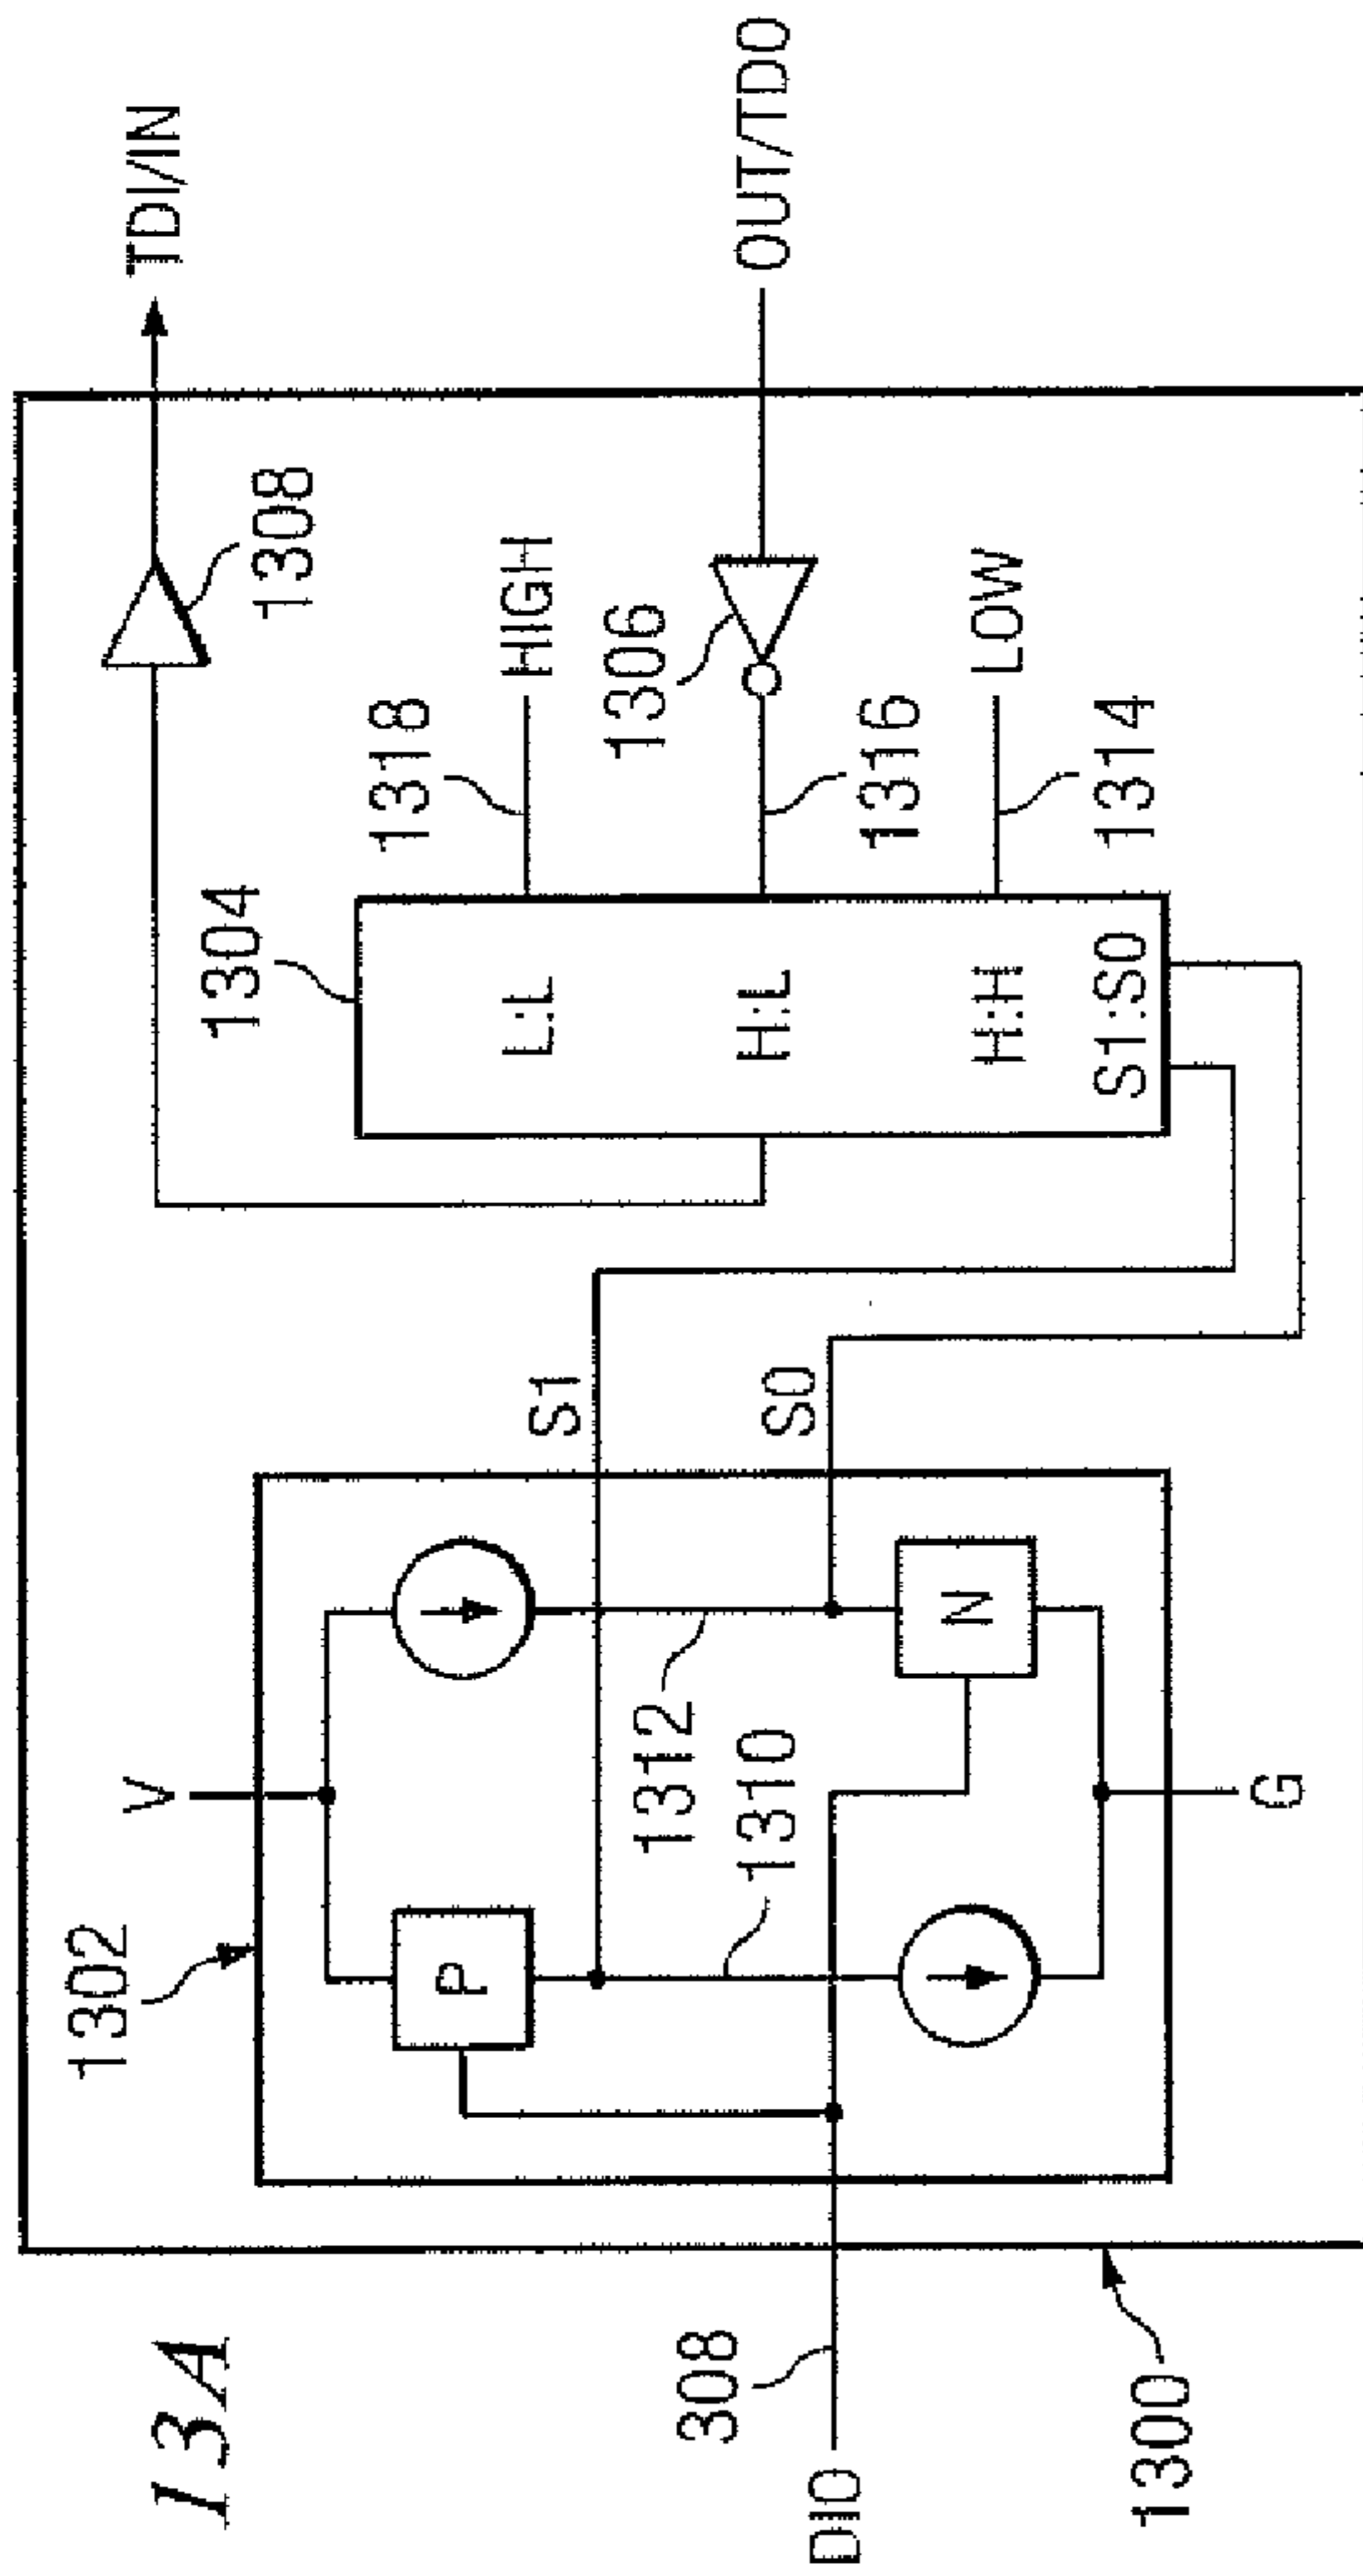 13A
TDI/IN
1308
1302
V
1304
1318
HIGH
P
S1
L:L
1306
OUT/TDO
308
1312
S0
H:L
1316
DIO
1310
N
H:H
LOW
S1:S0
1314
1300
G